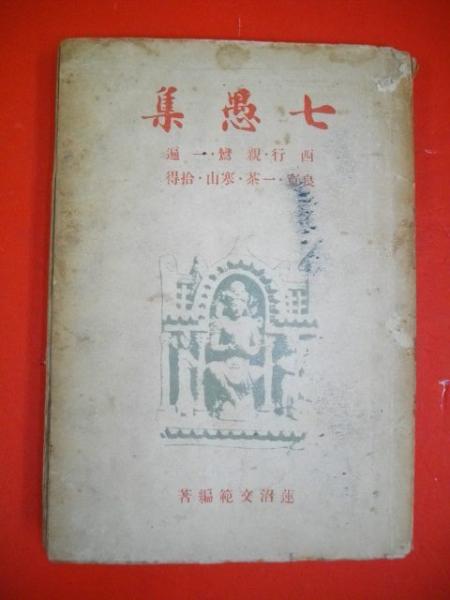 七愚集
西行・親鸞・一遍
良寛・一茶・寒山・拾得
蓮沼文範編著